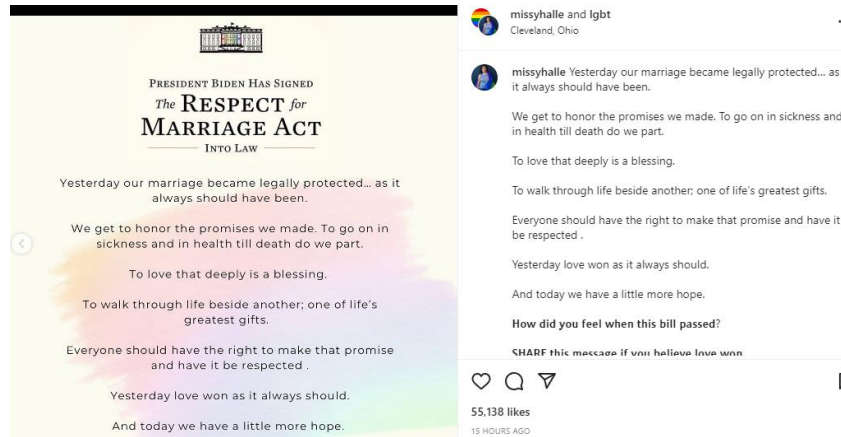 PRESIDENT BIDEN HAS SIGNED
The RESPECT for
MARRIAGE ACT
INTO LAW
Yesterday our marriage became legally protected... as it
always should have been.
We get to honor the promises we made. To go on in
sickness and in health till death do we part.
To love that deeply is a blessing.
To walk through life beside another; one of life's
greatest gifts.
Everyone should have the right to make that promise
and have it be respected .
Yesterday love won as it always should.
And today we have a little more hope.
missyhalle and lgbt
Cleveland, Ohio
missyhalle Yesterday our marriage became legally protected... as
it always should have been.
We get to honor the promises we made. To go on in sickness and
in health till death do we part.
To love that deeply is a blessing.
To walk through life beside another; one of life's greatest gifts.
Everyone should have the right to make that promise and have it
be respected .
Yesterday love won as it always should.
And today we have a little more hope.
How did you feel when this bill passed?
SHARE this message if you believe love won
55,138 likes
15 HOURS AGO